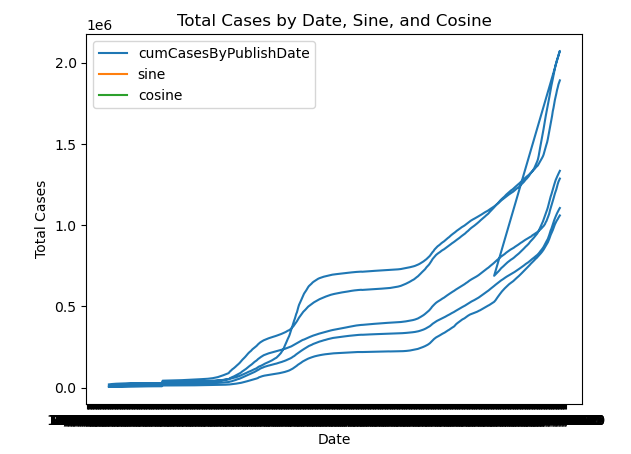 Total Cases by Date, Sine, and Cosine
1e6
cumCasesByPublishDate
sine
cosine
2.0
1.5
1.0
0.5
0.0
Total Cases
Date